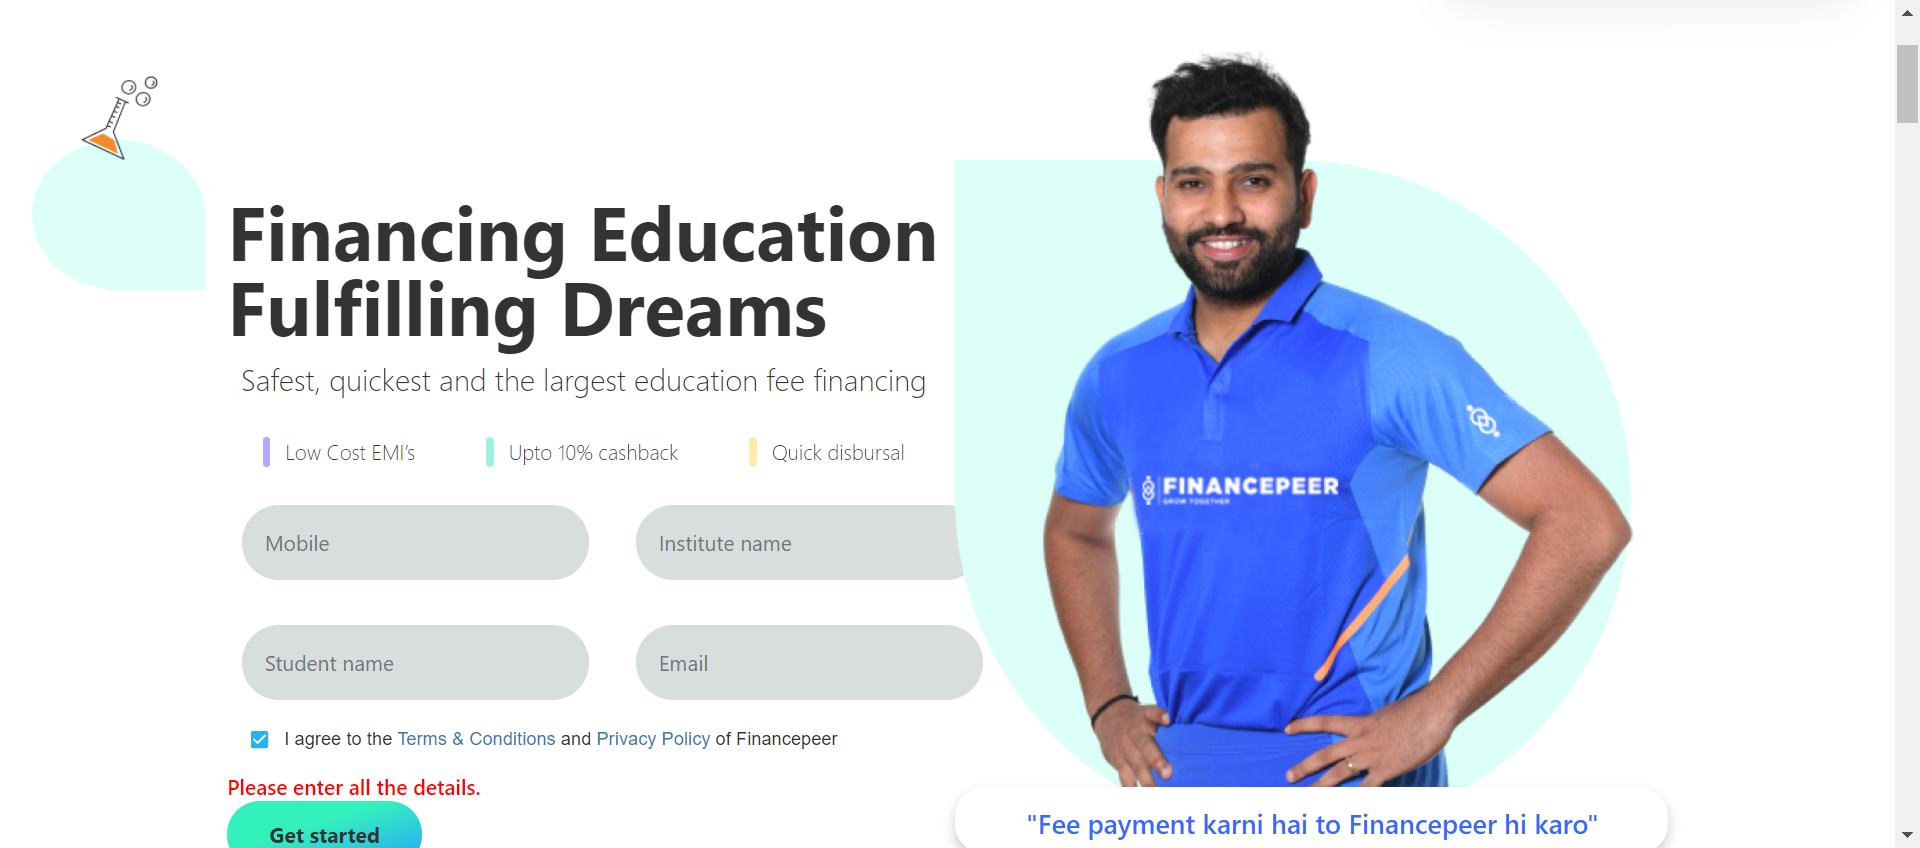 Financing Education
Fulfilling Dreams
Safest, quickest and the largest education fee financing
Low Cost EMI's
Upto 10% cashback
Quick disbursal
Mobile
Institute name
Student name
Email
I agree to the Terms & Conditions and Privacy Policy of Financepeer
Please enter all the details.
Get started
FINANCEPEER
GROW TOGETHER
"Fee payment karni hai to Financepeer hi karo"